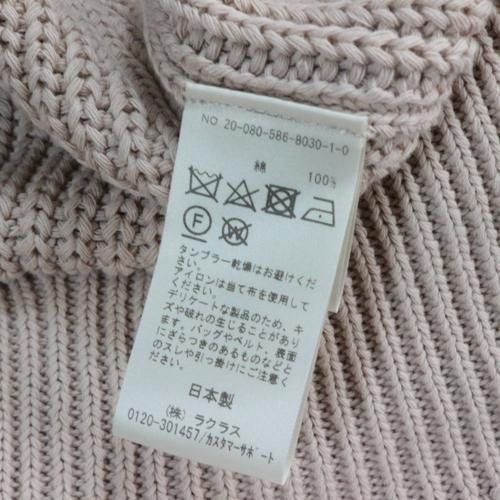 NO 20-080-586-8030-1-0
綿 100%
F W
タンブラー乾燥はお避けくだ
さい。
アイロンは当て布を使用して
ください。
デリケートな製品のため、キ
ズや破れの生じることがあり
ます。バッグやベルト、表面
にざらつきのあるものなどと
のスレや引っ掛けにご注意く
ださい。
日本製
(株) ラクラス
0120-301457/カスタマーサポート